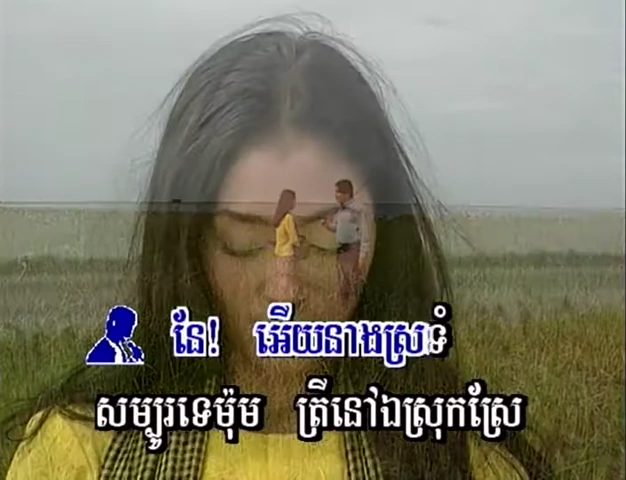 នែ! អើយនាងស្រទំ
សម្បូរទេម៉ុម ត្រីនៅឯស្រុកស្រែ